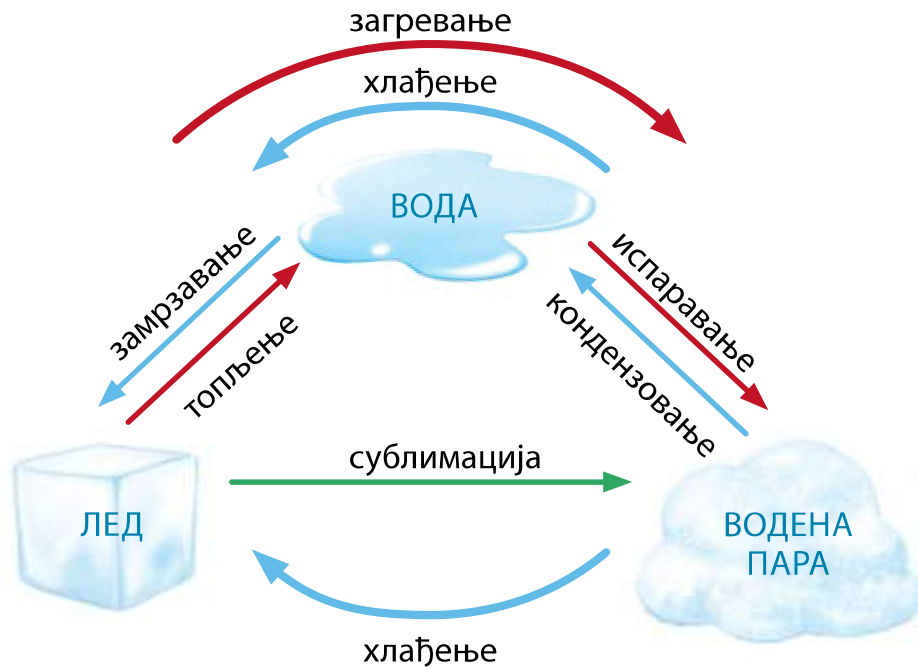 загревање
хлађење
ВОДА
замрзавање
топљење
испаравање
кондензовање
сублимација
ЛЕД
ВОДЕНА
ПАРА
хлађење